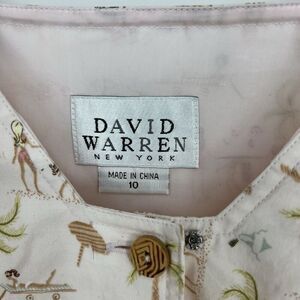 DAVID
WARREN
NEW YORK
MADE IN CHINA
10